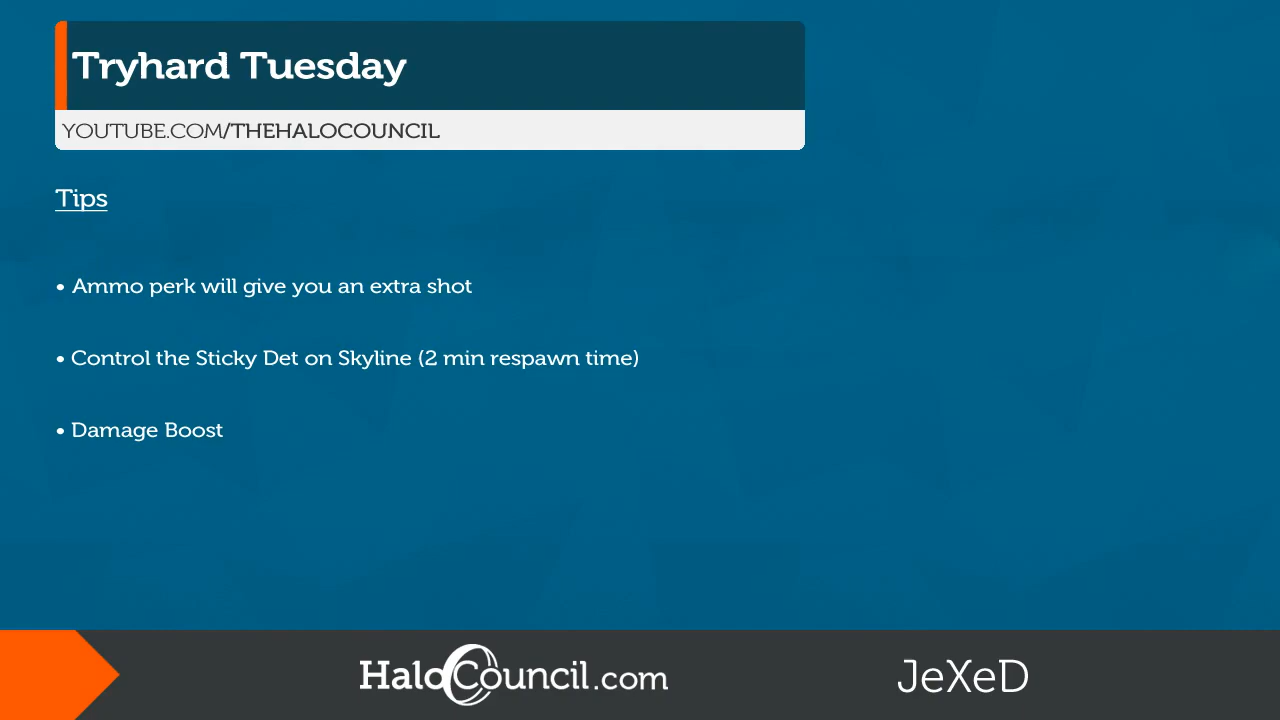 Tryhard Tuesday
YOUTUBE.COM/THEHALOCOUNCIL
Tips
• Ammo perk will give you an extra shot
• Control the Sticky Det on Skyline (2 min respawn time)
• Damage Boost
HaloCouncil.com
JeXeD